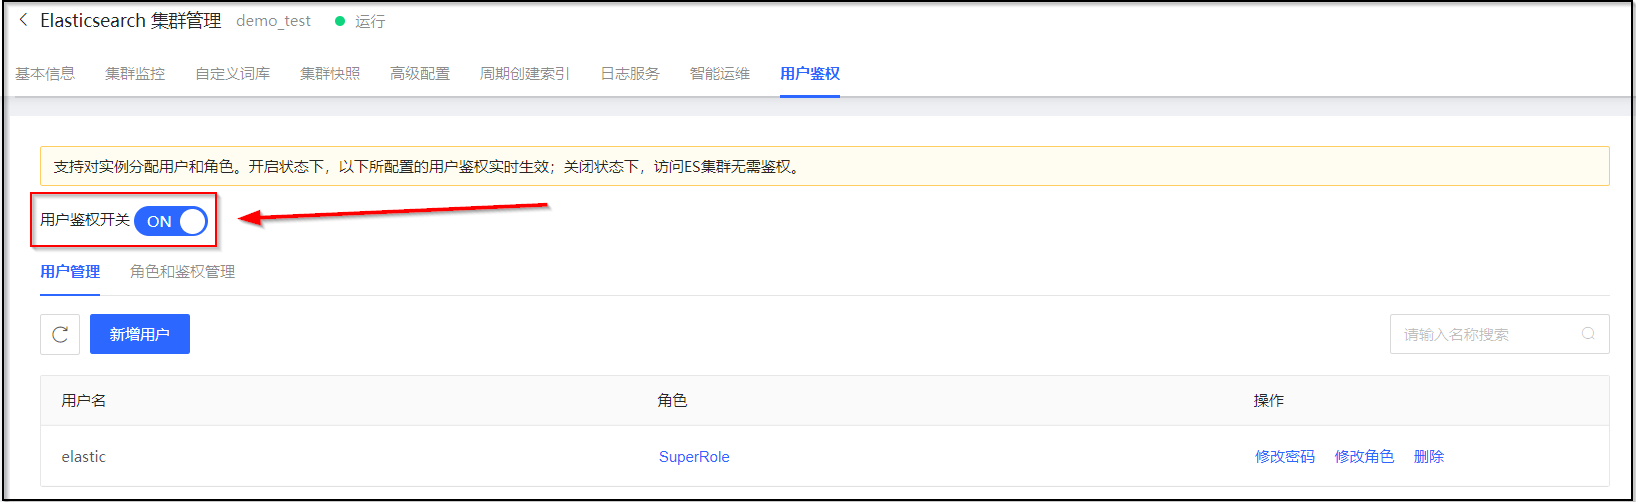 Elasticsearch 集群管理 demo_test 运行
基本信息 集群监控 自定义词库 集群快照 高级配置 周期创建索引 日志服务 智能运维 用户鉴权
支持对实例分配用户和角色。开启状态下，以下所配置的用户鉴权实时生效；关闭状态下，访问ES集群无需鉴权。
用户鉴权开关 ON
用户管理 角色和鉴权管理
新增用户 请输入名称搜索
用户名 角色 操作
elastic SuperRole 修改密码 修改角色 删除